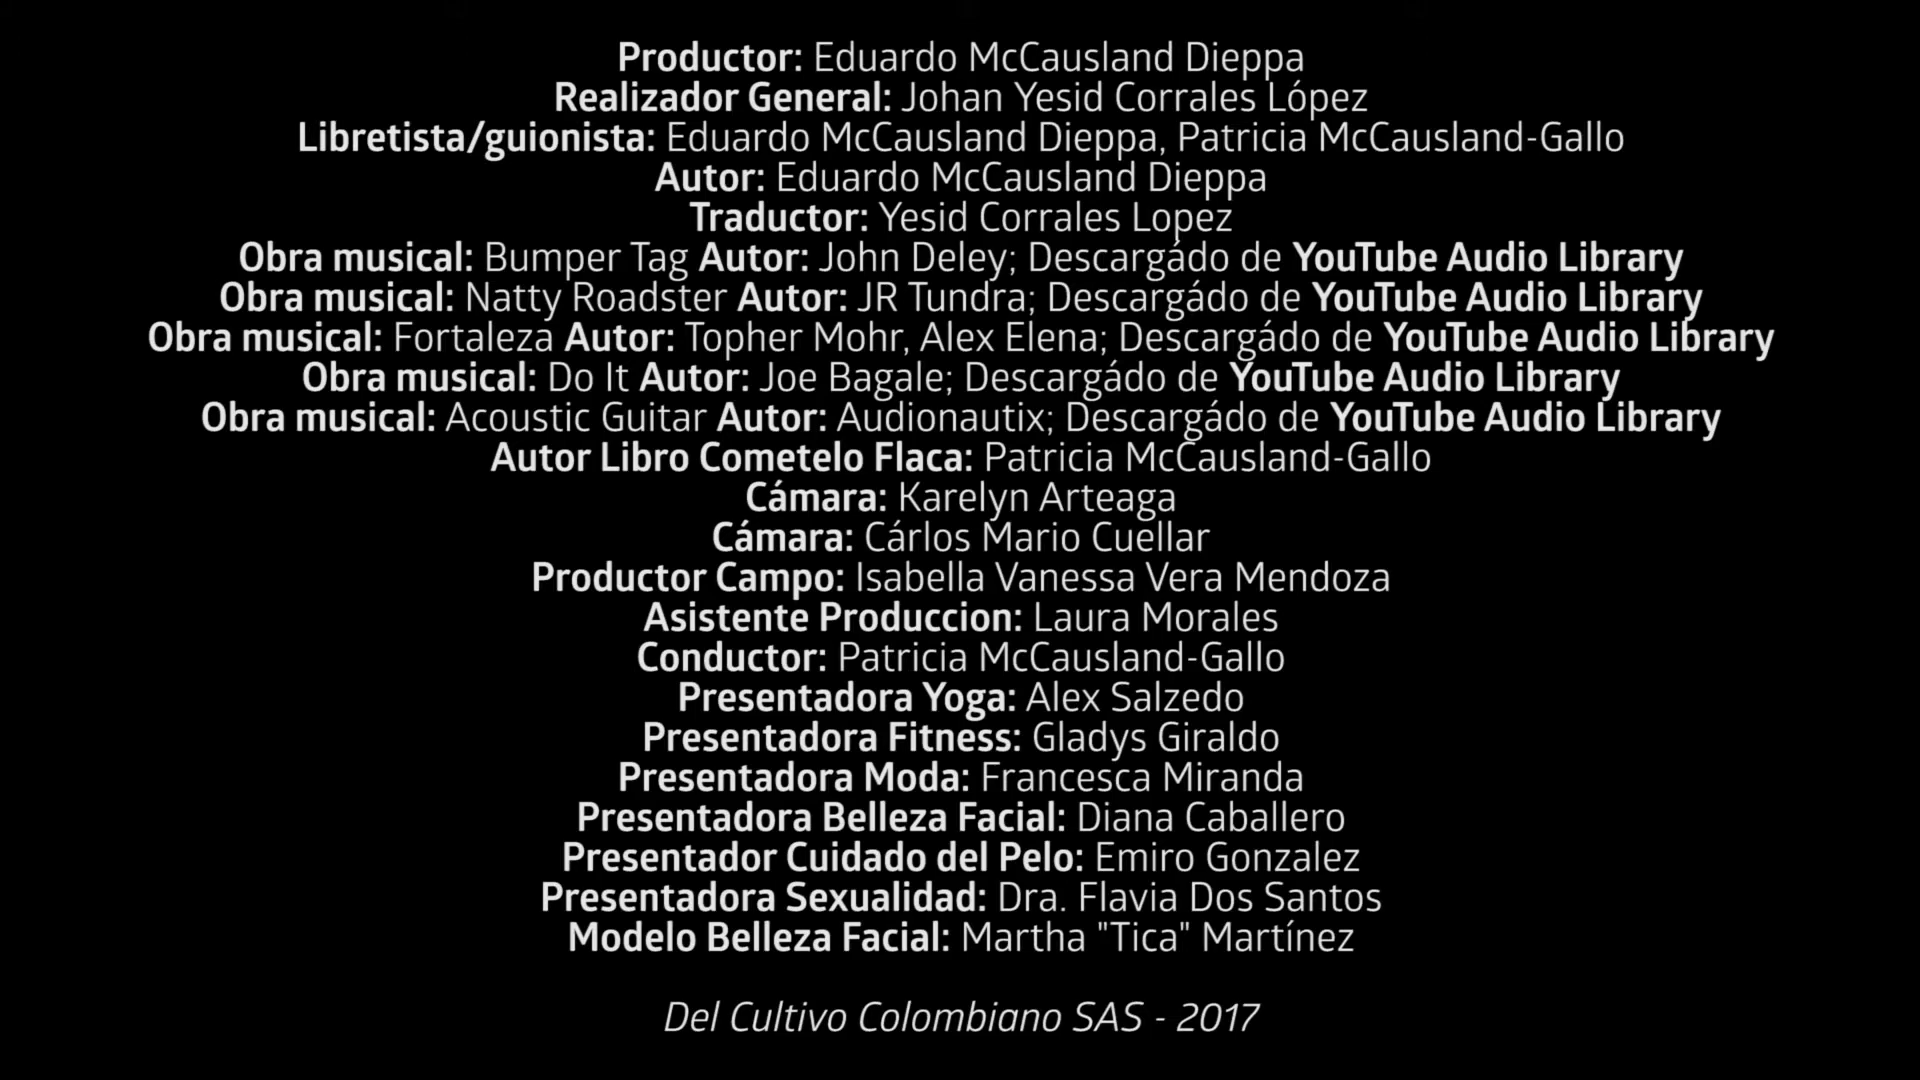 Productor: Eduardo McCausland Dieppa
Realizador General: Johan Yesid Corrales López
Libretista/guionista: Eduardo McCausland Dieppa, Patricia McCausland-Gallo
Autor: Eduardo McCausland Dieppa
Traductor: Yesid Corrales Lopez
Obra musical: Bumper Tag Autor: John Deley; Descargádo de YouTube Audio Library
Obra musical: Natty Roadster Autor: JR Tundra; Descargádo de YouTube Audio Library
Obra musical: Fortaleza Autor: Topher Mohr, Alex Elena; Descargádo de YouTube Audio Library
Obra musical: Do It Autor: Joe Bagale; Descargádo de YouTube Audio Library
Obra musical: Acoustic Guitar Autor: Audionautix; Descargádo de YouTube Audio Library
Autor Libro Cometelo Flaca: Patricia McCausland-Gallo
Cámara: Karelyn Arteaga
Cámara: Cárlos Mario Cuellar
Productor Campo: Isabella Vanessa Vera Mendoza
Asistente Produccion: Laura Morales
Conductor: Patricia McCausland-Gallo
Presentadora Yoga: Alex Salzedo
Presentadora Fitness: Gladys Giraldo
Presentadora Moda: Francesca Miranda
Presentadora Belleza Facial: Diana Caballero
Presentador Cuidado del Pelo: Emiro Gonzalez
Presentadora Sexualidad: Dra. Flavia Dos Santos
Modelo Belleza Facial: Martha "Tica" Martínez
Del Cultivo Colombiano SAS - 2017